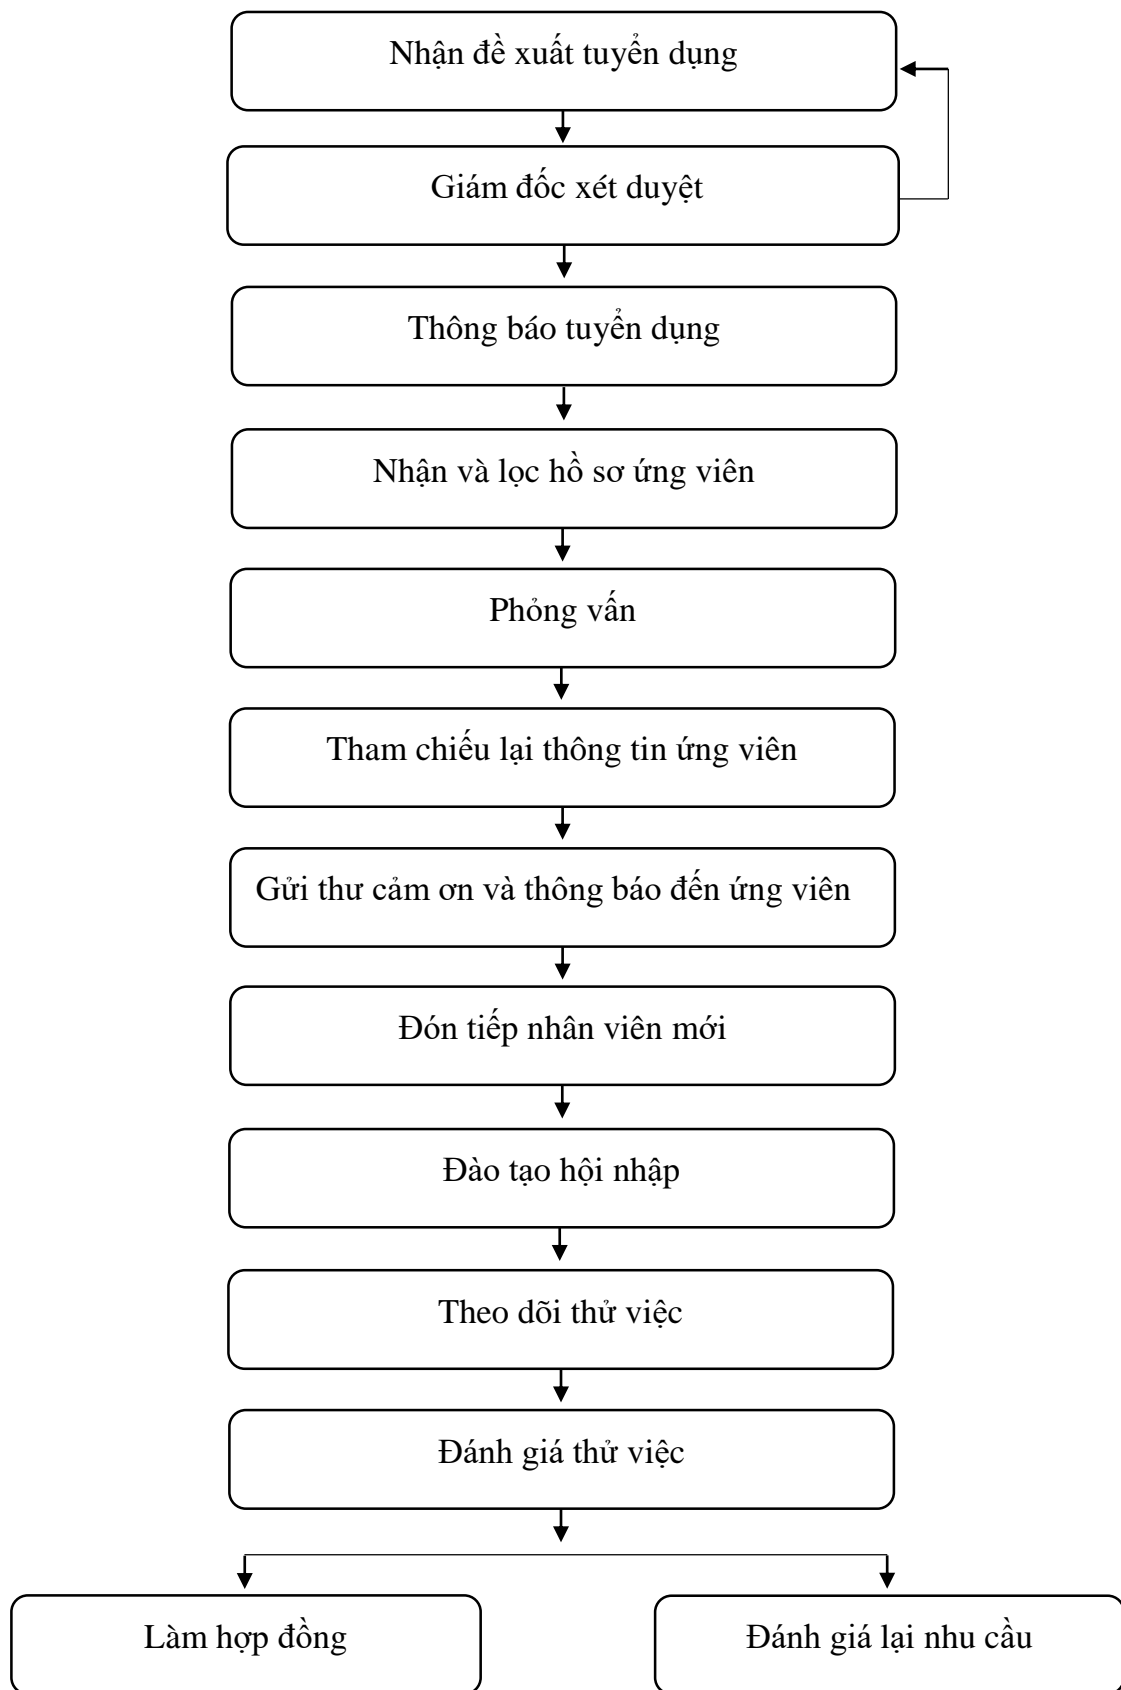 Nhận đề xuất tuyển dụng
Giám đốc xét duyệt
Thông báo tuyển dụng
Nhận và lọc hồ sơ ứng viên
Phỏng vấn
Tham chiếu lại thông tin ứng viên
Gửi thư cảm ơn và thông báo đến ứng viên
Đón tiếp nhân viên mới
Đào tạo hội nhập
Theo dõi thử việc
Đánh giá thử việc
Làm hợp đồng
Đánh giá lại nhu cầu